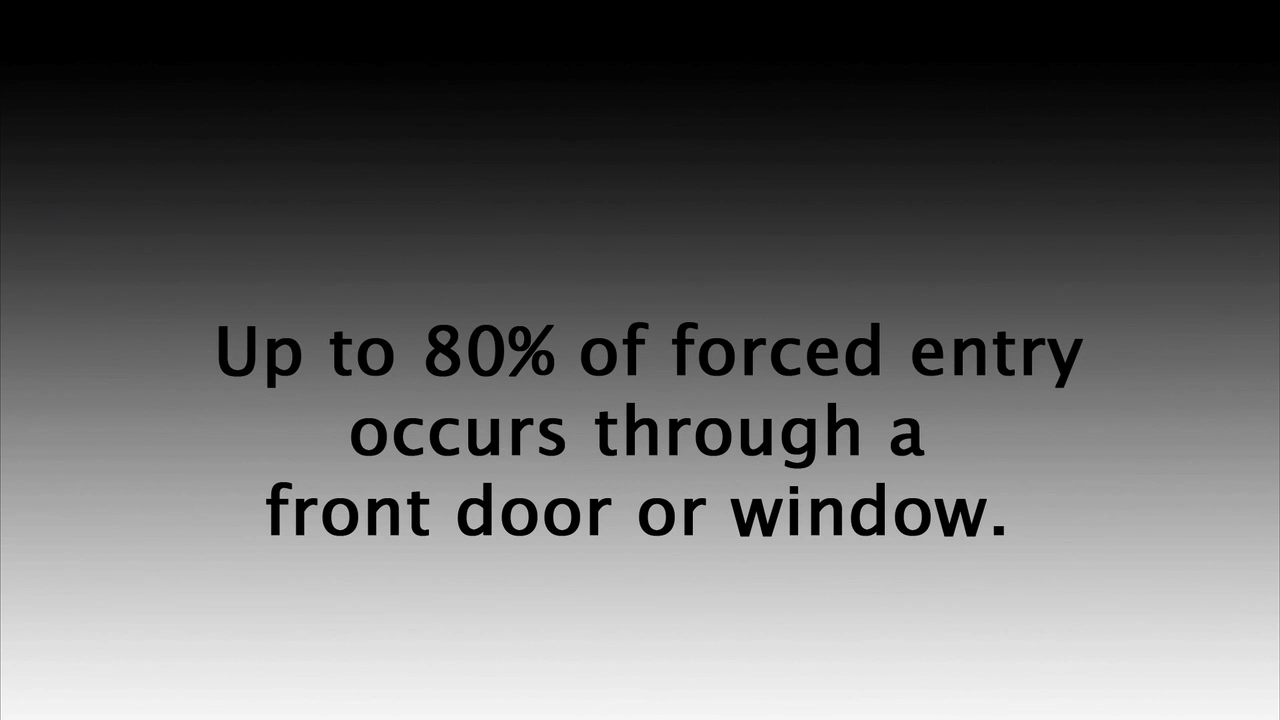 Up to 80% of forced entry
occurs through a
front door or window.